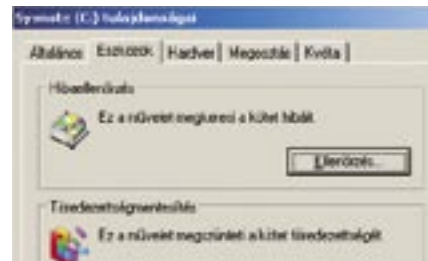 (C:) tulajdonságai
Általános Eszközök Hardver Megosztás Kvóta
Hibaellenőrzés
Ez a művelet megkeresi a kötet hibáit.
Ellenőrzés...
Töredezettségmentesítés
Ez a művelet megszünteti a kötet töredezettségét.